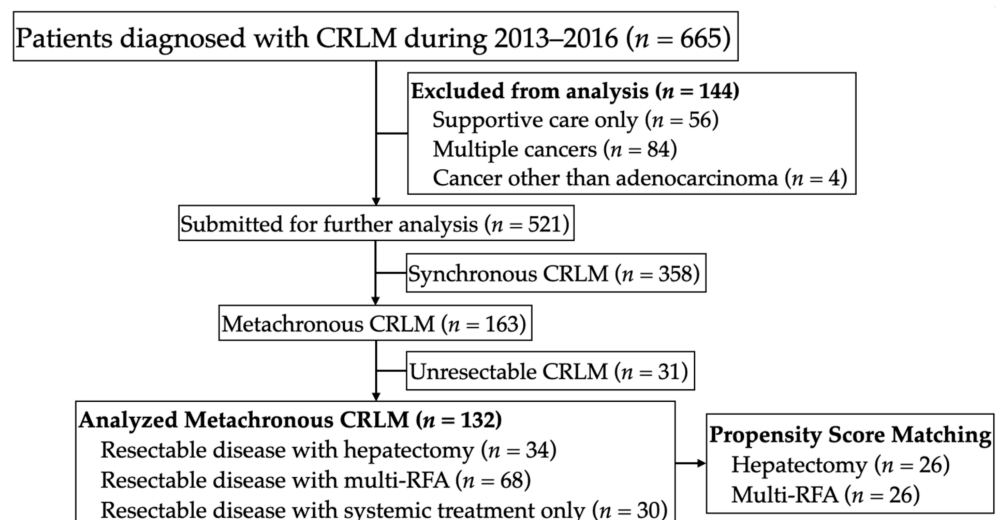 Patients diagnosed with CRLM during 2013–2016 (n = 665)
Excluded from analysis (n = 144)
Supportive care only (n = 56)
Multiple cancers (n = 84)
Cancer other than adenocarcinoma (n = 4)
Submitted for further analysis (n = 521)
Synchronous CRLM (n = 358)
Metachronous CRLM (n = 163)
Unresectable CRLM (n = 31)
Analyzed Metachronous CRLM (n = 132)
Resectable disease with hepatectomy (n = 34)
Resectable disease with multi-RFA (n = 68)
Resectable disease with systemic treatment only (n = 30)
Propensity Score Matching
Hepatectomy (n = 26)
Multi-RFA (n = 26)